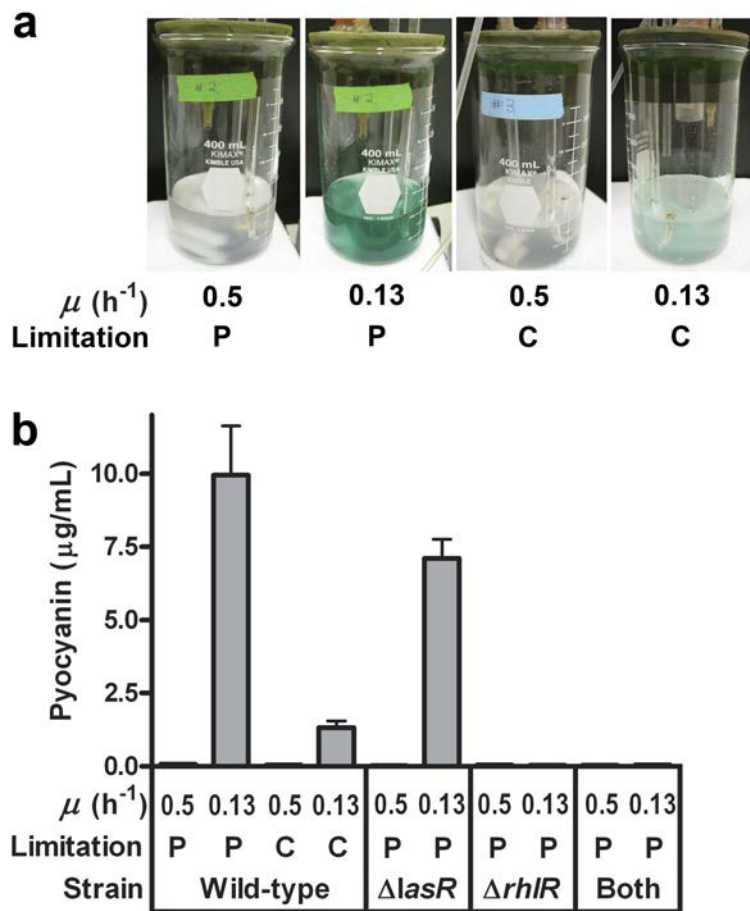 a
#2
#2
#3
400 mL
KIMAX®
KIMBLE USA
400 mL
KIMAX®
KIMBLE USA
400 mL
KIMAX
KIMBLE USA
μ (h⁻¹) 0.5 0.13 0.5 0.13
Limitation P P C C
b
Pyocyanin (μg/mL)
10.0
7.5
5.0
2.5
0.0
μ (h⁻¹) 0.5 0.13 0.5 0.13 0.5 0.13 0.5 0.13 0.5 0.13
Limitation P P C C P P P P P P
Strain Wild-type ΔlasR ΔrhlR Both